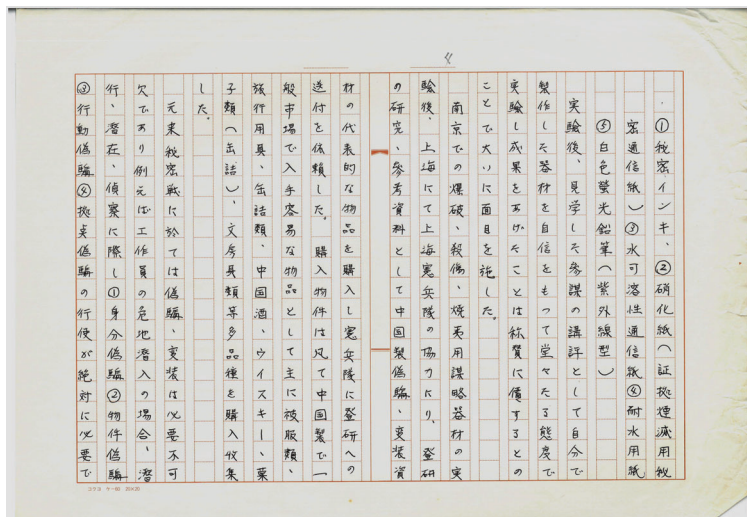 ①秘密インキ、②硝化紙(証拠煙滅用秘
密通信紙)③水可溶性通信紙④耐水用紙
⑤白色螢光鉛筆(紫外線型)
実験後、見学した参謀の講評として自分で
製作した器材を自信をもつて堂々たる態度で
実験し成果をあげたことは称賛に價するとの
ことで大いに面目を施した。
南京での爆破、殺傷、焼夷用謀略器材の実
験後、上海にて上海憲兵隊の協力により、登研
の研究、参考資料として中国製偽騙、変装資
材の代表的な物品を購入し憲兵隊に登研への
送付を依頼した。購入物件は凡て中国製で一
般市場で入手容易な物品として主に被服類、
旅行用具、缶詰類、中国酒、ウイスキー、菓
子類(缶詰)、文房具類等多品種を購入收集
した。
元来秘密戦に於ては偽騙、変装は必要不可
欠であり例えば工作員の危地潜入の場合、潜
行、潜在、偵察に際し①身分偽騙②物件偽騙
③行動偽騙④拠点偽騙の行使が絶対に必要で
コクヨ ケ-60 20×20